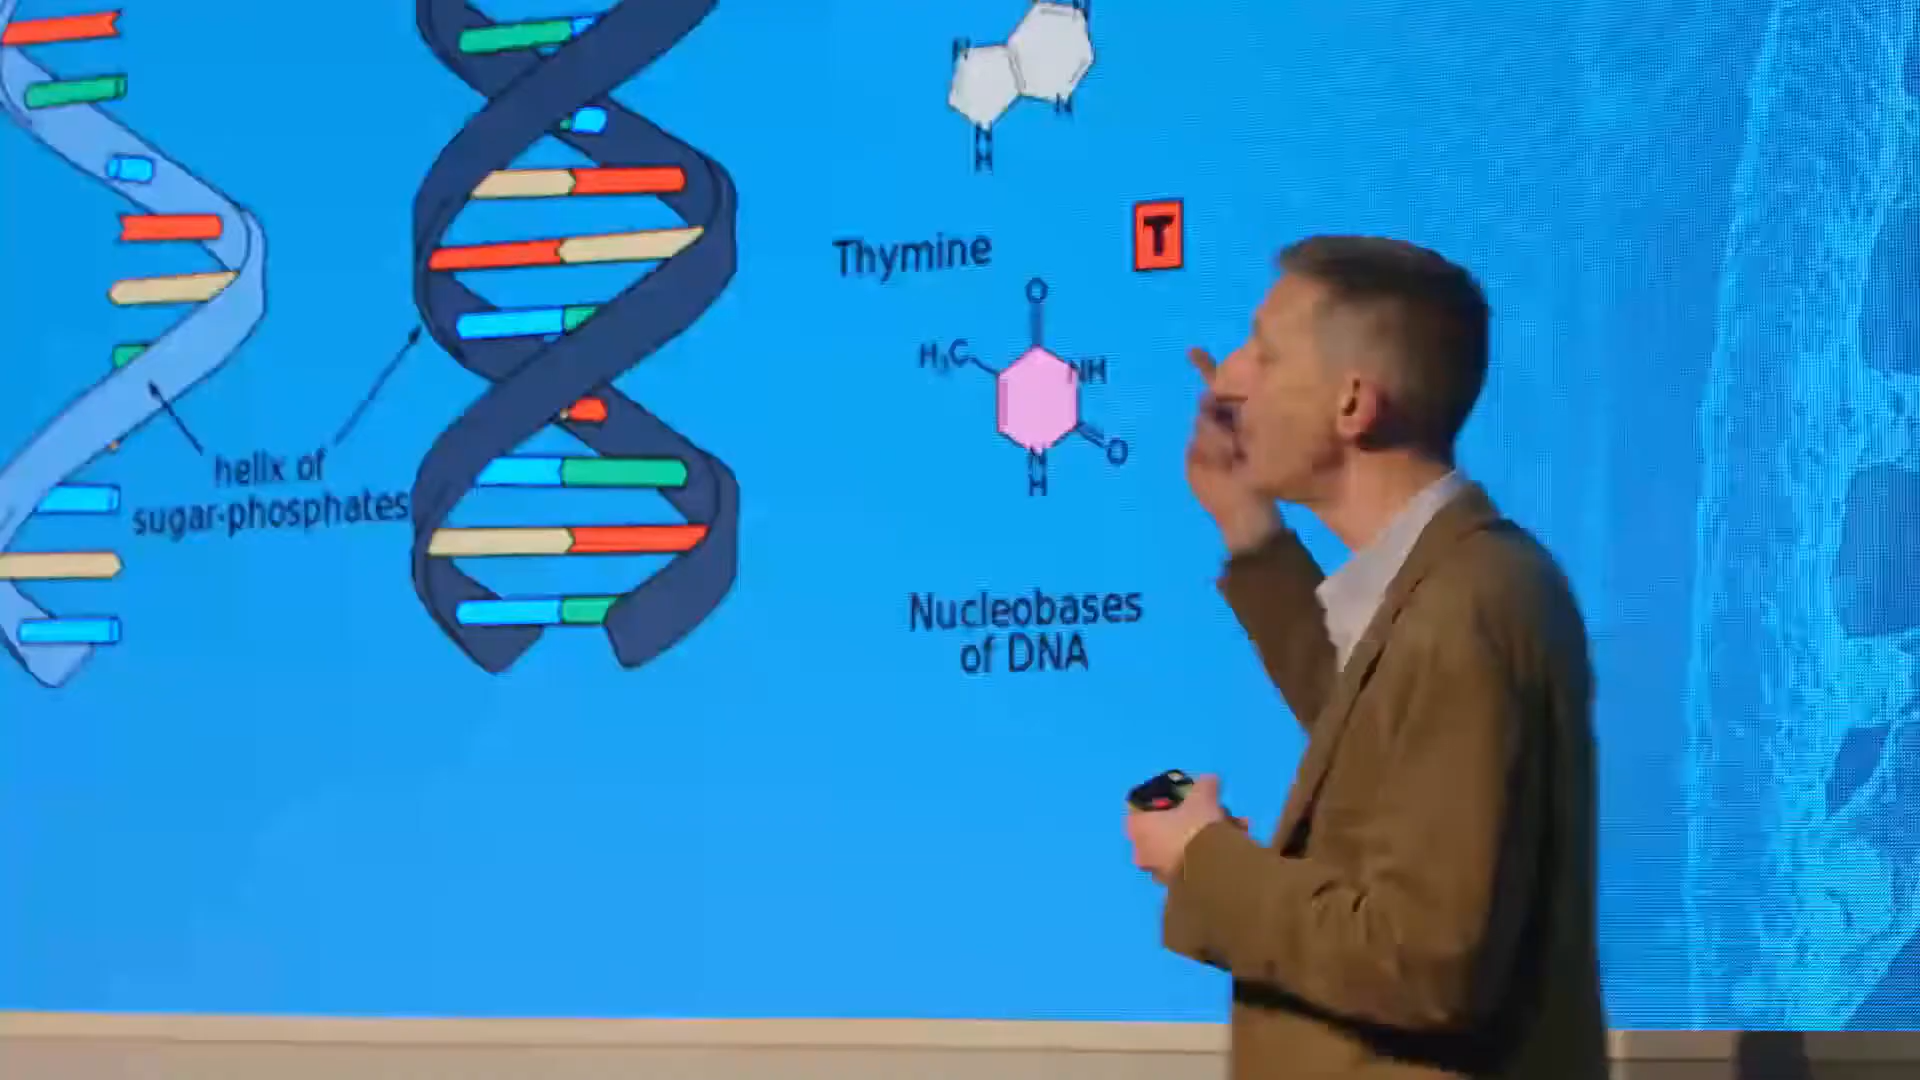 N
N
N
H
Thymine
T
O
H₃C
NH
O
N
H
helix of
sugar-phosphates
Nucleobases
of DNA